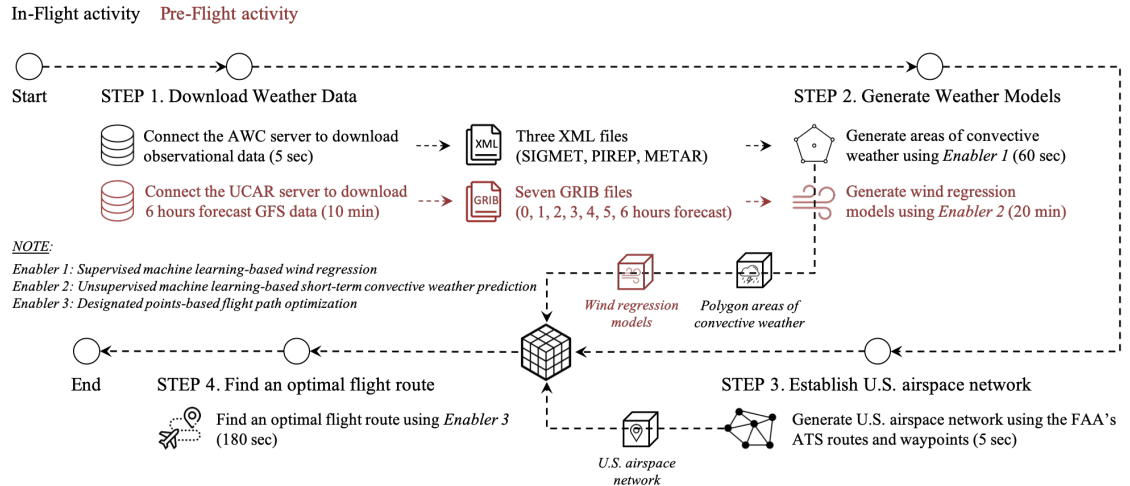 In-Flight activity Pre-Flight activity
Start
STEP 1. Download Weather Data
STEP 2. Generate Weather Models
Connect the AWC server to download
observational data (5 sec)
XML
Three XML files
(SIGMET, PIREP, METAR)
Generate areas of convective
weather using Enabler 1 (60 sec)
Connect the UCAR server to download
6 hours forecast GFS data (10 min)
GRIB
Seven GRIB files
(0, 1, 2, 3, 4, 5, 6 hours forecast)
Generate wind regression
models using Enabler 2 (20 min)
NOTE:
Enabler 1: Supervised machine learning-based wind regression
Enabler 2: Unsupervised machine learning-based short-term convective weather prediction
Enabler 3: Designated points-based flight path optimization
Wind regression
models
Polygon areas of
convective weather
End
STEP 4. Find an optimal flight route
STEP 3. Establish U.S. airspace network
Find an optimal flight route using Enabler 3
(180 sec)
Generate U.S. airspace network using the FAA's
ATS routes and waypoints (5 sec)
U.S. airspace
network